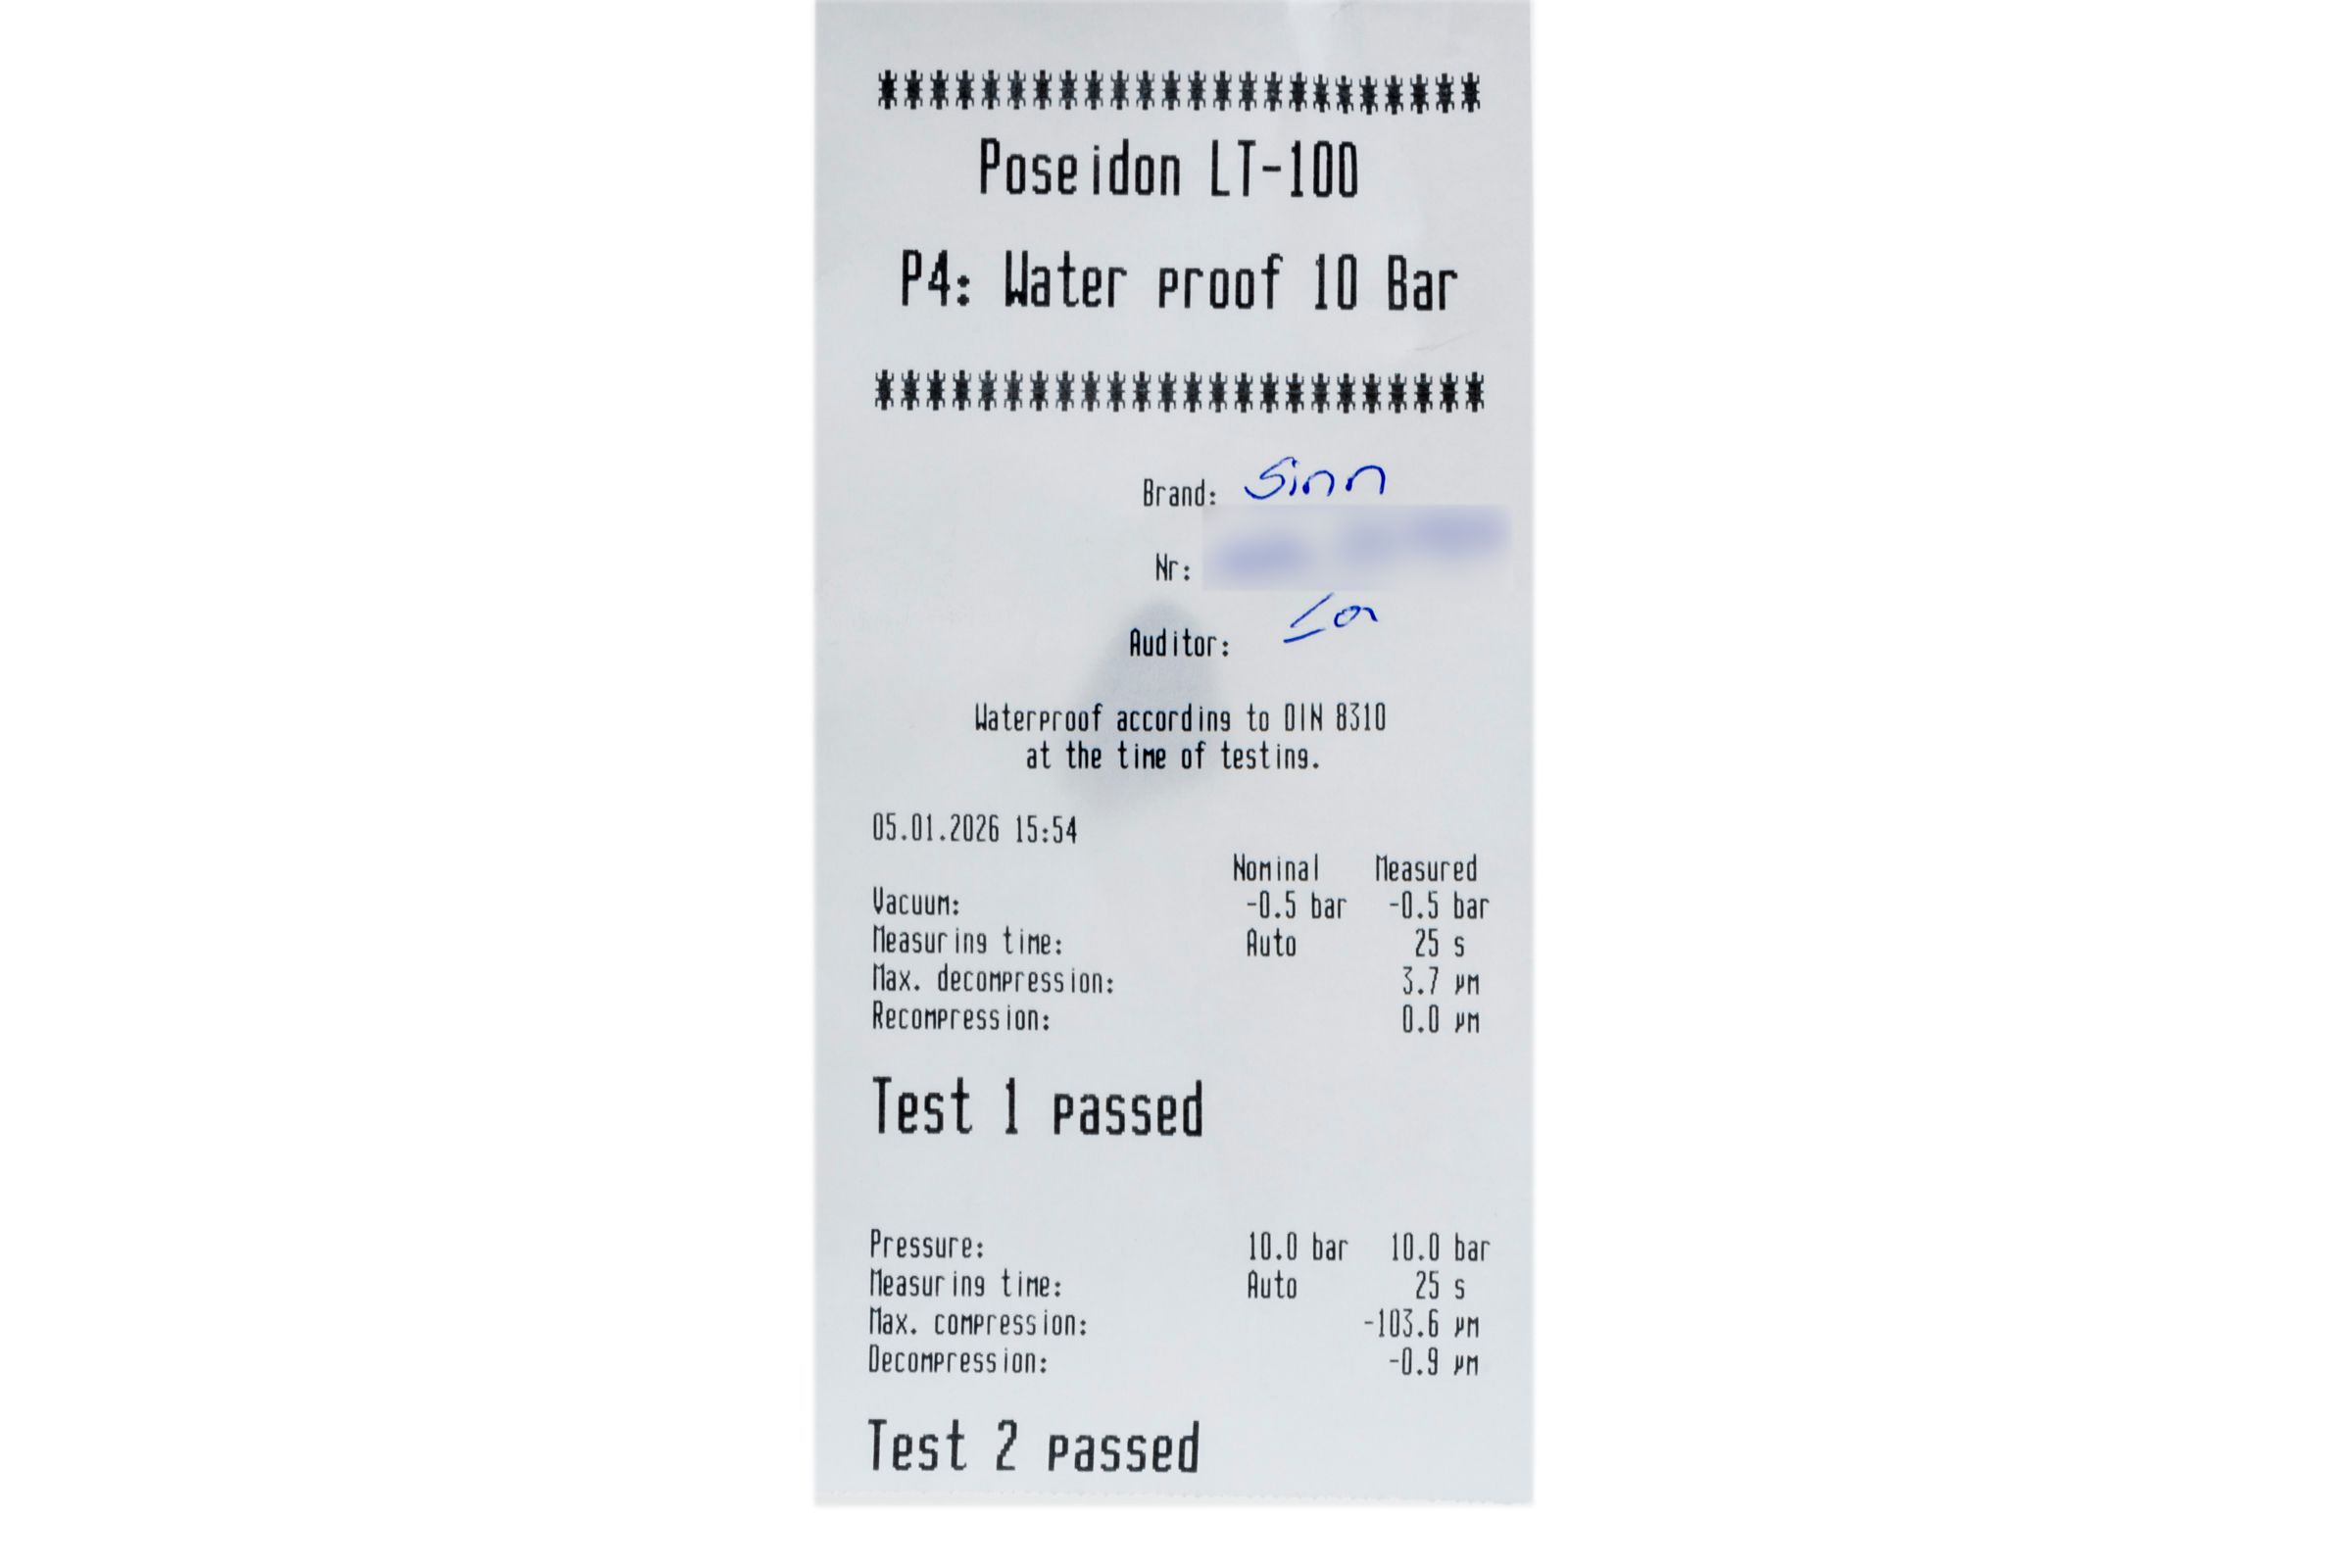 ************************
Poseidon LT-100
P4: Water proof 10 Bar
************************
Brand: Sinn
Nr:
Auditor:
Waterproof according to DIN 8310
at the time of testing.
05.01.2026 15:54
Nominal Measured
Vacuum: -0.5 bar -0.5 bar
Measuring time: Auto 25 s
Max. decompression: 3.7 µm
Recompression: 0.0 µm
Test 1 passed
Pressure: 10.0 bar 10.0 bar
Measuring time: Auto 25 s
Max. compression: -103.6 µm
Decompression: -0.9 µm
Test 2 passed